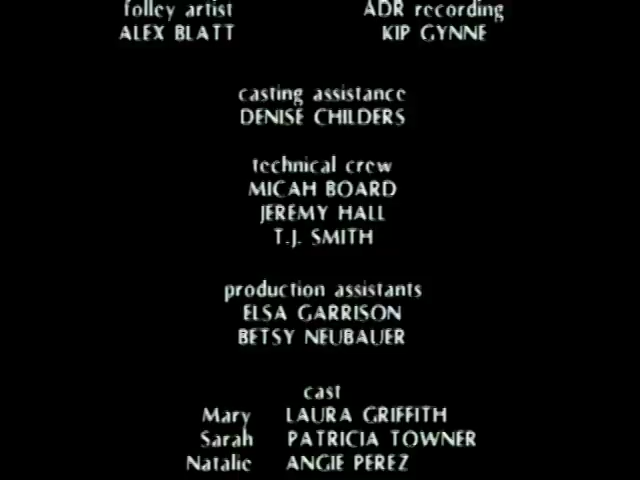 folley artist ADR recording
ALEX BLATT KIP GYNNE
casting assistance
DENISE CHILDERS
technical crew
MICAH BOARD
JEREMY HALL
T.J. SMITH
production assistants
ELSA GARRISON
BETSY NEUBAUER
cast
Mary LAURA GRIFFITH
Sarah PATRICIA TOWNER
Natalie ANGIE PEREZ